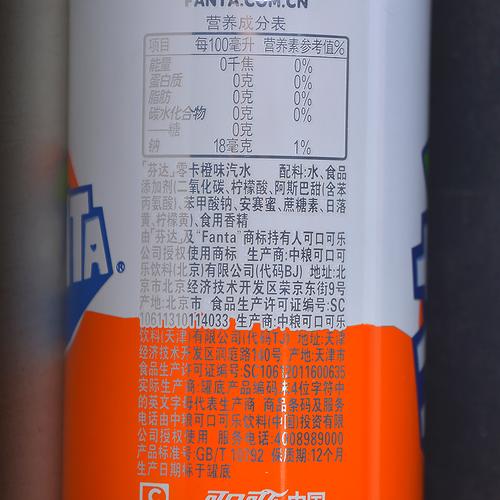 FANTA.COM.CN
营养成分表
项目 每100毫升 营养素参考值%
能量 0千焦 0%
蛋白质 0克 0%
脂肪 0克 0%
碳水化合物 0克 0%
——糖 0克
钠 18毫克 1%
「芬达」零卡橙味汽水 配料:水、食品
添加剂(二氧化碳、柠檬酸、阿斯巴甜(含苯
丙氨酸)、苯甲酸钠、安赛蜜、蔗糖素、日落
黄、柠檬黄)、食用香精
由「芬达」及“Fanta”商标持有人可口可乐
公司授权使用商标 生产商:中粮可口可
乐饮料(北京)有限公司(代码BJ) 地址:北
京市北京经济技术开发区荣京东街9号
产地:北京市 食品生产许可证编号:SC
10611310114033 生产商:中粮可口可乐
饮料(天津)有限公司(代码TJ) 地址:天津
经济技术开发区洞庭路140号 产地:天津市
食品生产许可证编号:SC10612011600635
实际生产商:罐底产品编码末4位字符中
的英文字母代表生产商 商品条码及服务
电话由中粮可口可乐饮料(中国)投资有限
公司授权使用 服务电话:4008989000
产品标准号:GB/T 10792 保质期:12个月
生产日期标于罐底
C 中国
TA®